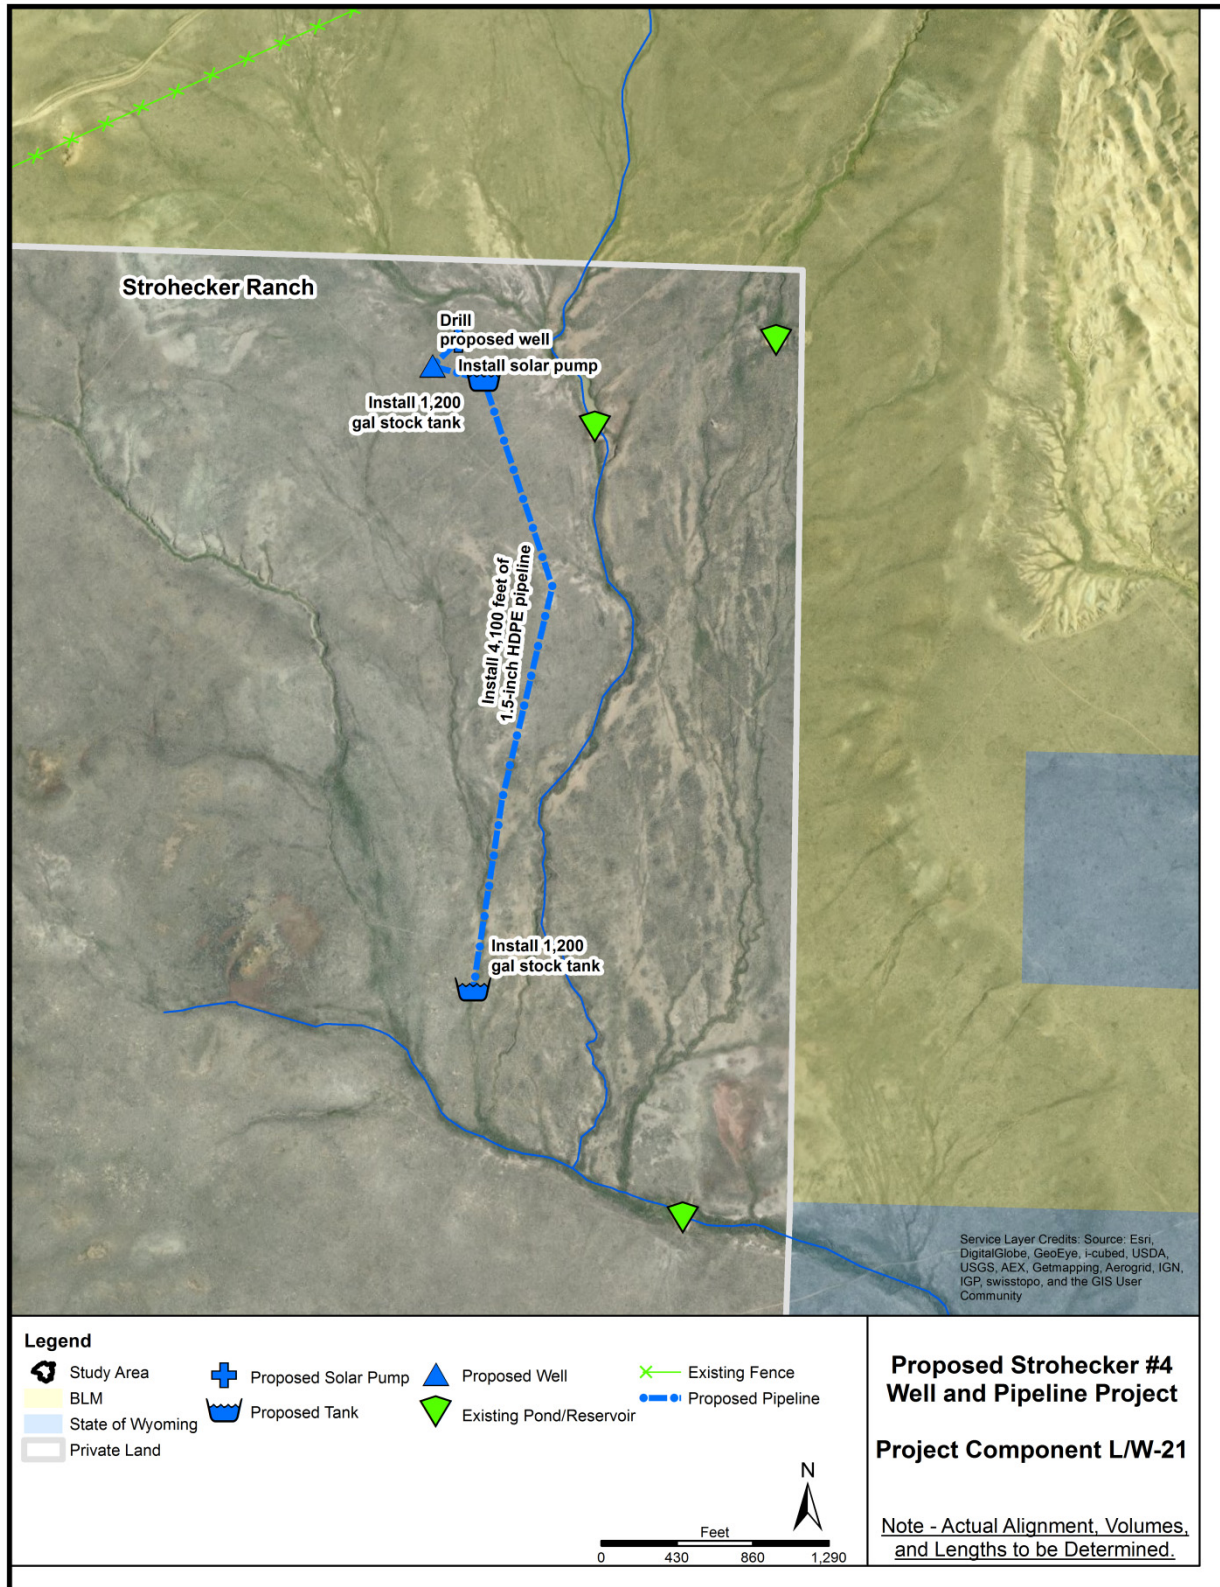 Strohecker Ranch
Drill
proposed well
Install solar pump
Install 1,200
gal stock tank
Install 4,100 feet of
1.5-inch HDPE pipeline
Install 1,200
gal stock tank
Service Layer Credits: Source: Esri,
DigitalGlobe, GeoEye, i-cubed, USDA,
USGS, AEX, Getmapping, Aerogrid, IGN,
IGP, swisstopo, and the GIS User
Community
Legend
Study Area
BLM
State of Wyoming
Private Land
Proposed Solar Pump
Proposed Tank
Proposed Well
Existing Pond/Reservoir
Existing Fence
Proposed Pipeline
N
Feet
0 430 860 1,290
Proposed Strohecker #4
Well and Pipeline Project
Project Component L/W-21
Note - Actual Alignment, Volumes,
and Lengths to be Determined.